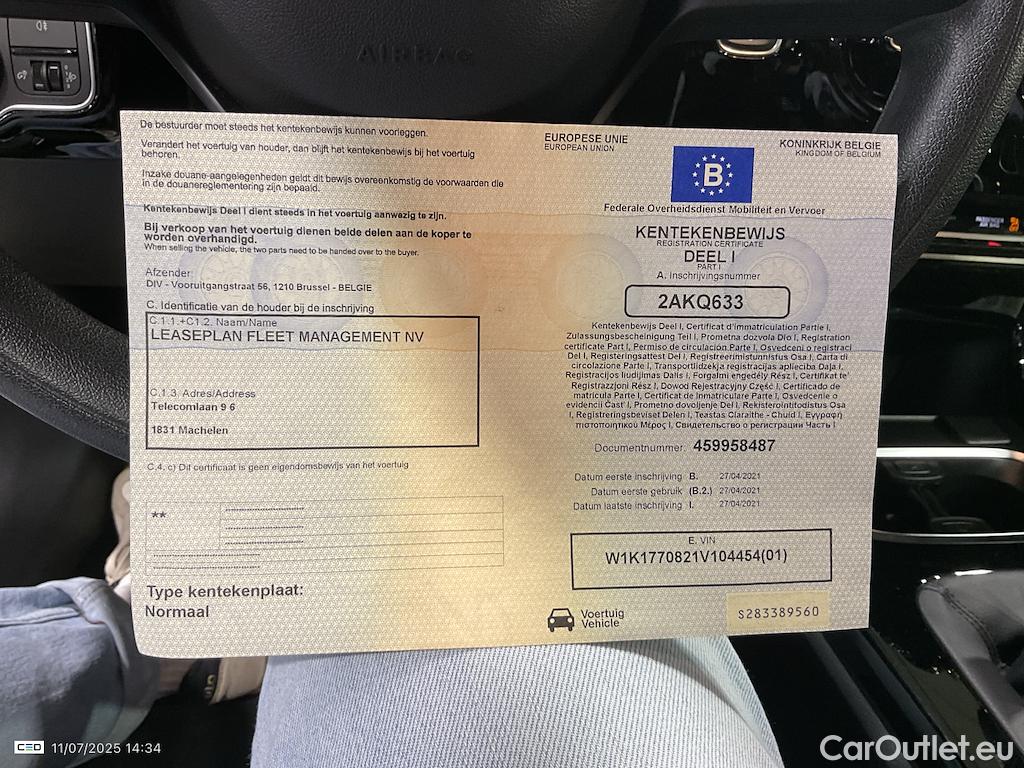 AIRBAG
De bestuurder moet steeds het kentekenbewijs kunnen voorleggen.
Verandert het voertuig van houder, dan blijft het kentekenbewijs bij het voertuig
behoren.
Inzake douane-aangelegenheden geldt dit bewijs overeenkomstig de voorwaarden die
in de douanereglementering zijn bepaald.
Kentekenbewijs Deel I dient steeds in het voertuig aanwezig te zijn.
Bij verkoop van het voertuig dienen beide delen aan de koper te
worden overhandigd.
When selling the vehicle, the two parts need to be handed over to the buyer.
Afzender:
DIV - Vooruitgangstraat 56, 1210 Brussel - BELGIE
C. Identificatie van de houder bij de inschrijving
C.1.1.+C1.2. Naam/Name
LEASEPLAN FLEET MANAGEMENT NV
C.1.3. Adres/Address
Telecomlaan 9 6
1831 Machelen
C.4. c) Dit certificaat is geen eigendomsbewijs van het voertuig
**
Type kentekenplaat:
Normaal
EUROPESE UNIE
EUROPEAN UNION
KONINKRIJK BELGIE
KINGDOM OF BELGIUM
B
Federale Overheidsdienst Mobiliteit en Vervoer
KENTEKENBEWIJS
REGISTRATION CERTIFICATE
DEEL I
PART I
A. Inschrijvingsnummer
2AKQ633
Kentekenbewijs Deel I, Certificat d'immatriculation Partie I,
Zulassungsbescheinigung Teil I, Prometna dozvola Dio I, Registration
certificate Part I, Permiso de circulación Parte I, Osvedceni o registraci
Del I, Registeringsattest Del I, Registreerimistunnistus Osa I, Carta di
circolazione Parte I, Transportlidzekja registracijas aplieciba Daja I,
Registracijos liudijimas Dalis I, Forgalmi engedély Rész I, Certifikat te'
Registrazzjoni Rész I, Dowod Rejestracyjny Część I, Certificado de
matricula Parte I, Certificat de Inmatriculare Parte I, Osvedcenie o
evidencii Cast' I, Prometno dovoljenje Del I, Rekisterointitodistus Osa
I, Registreringsbeviset Delen I, Teastas Claraithe - Chuid I, Εγγραφη
πιστοποιητικού Μέρος I, Свидетельство о регистрации Часть I
Documentnummer: 459958487
Datum eerste inschrijving B. 27/04/2021
Datum eerste gebruik (B.2.) 27/04/2021
Datum laatste inschrijving I. 27/04/2021
E. VIN
W1K1770821V104454(01)
Voertuig
Vehicle
S283389560
PASSENGER
AIR BAG
CEO 11/07/2025 14:34
CarOutlet.eu